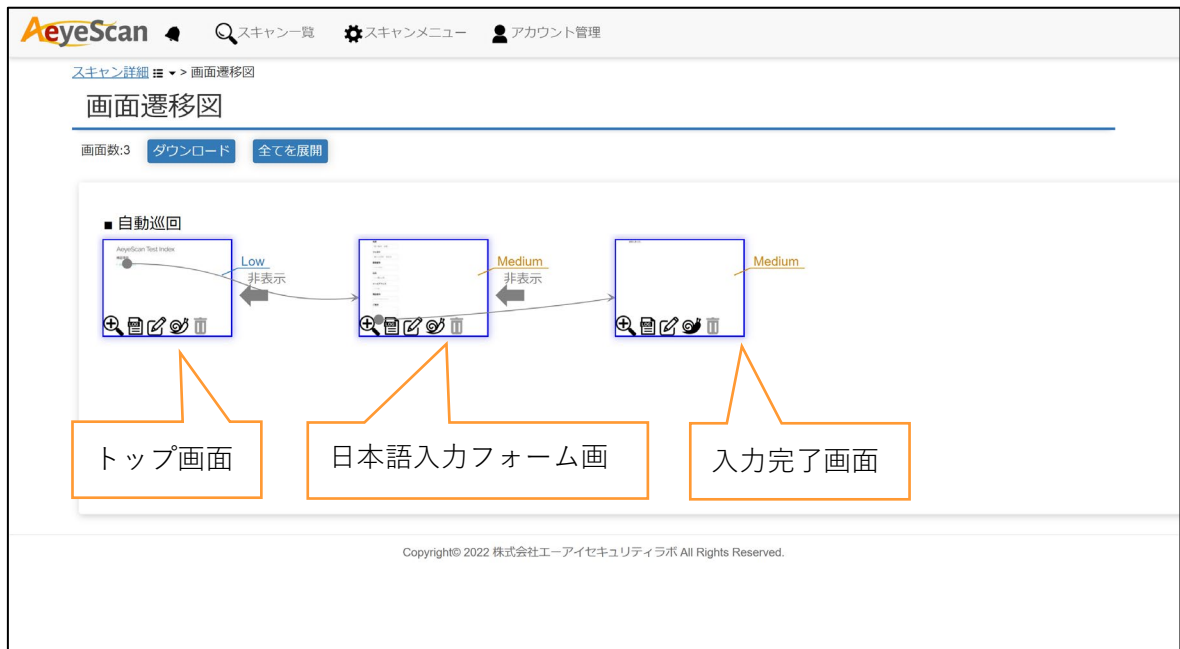 AeyeScan スキャン一覧 スキャンメニュー アカウント管理
スキャン詳細 > 画面遷移図
画面遷移図
画面数:3 ダウンロード 全てを展開
■ 自動巡回
AeyeScan Test Index
Low
非表示
Medium
非表示
Medium
トップ画面
日本語入力フォーム画
入力完了画面
Copyright© 2022 株式会社エーアイセキュリティラボ All Rights Reserved.